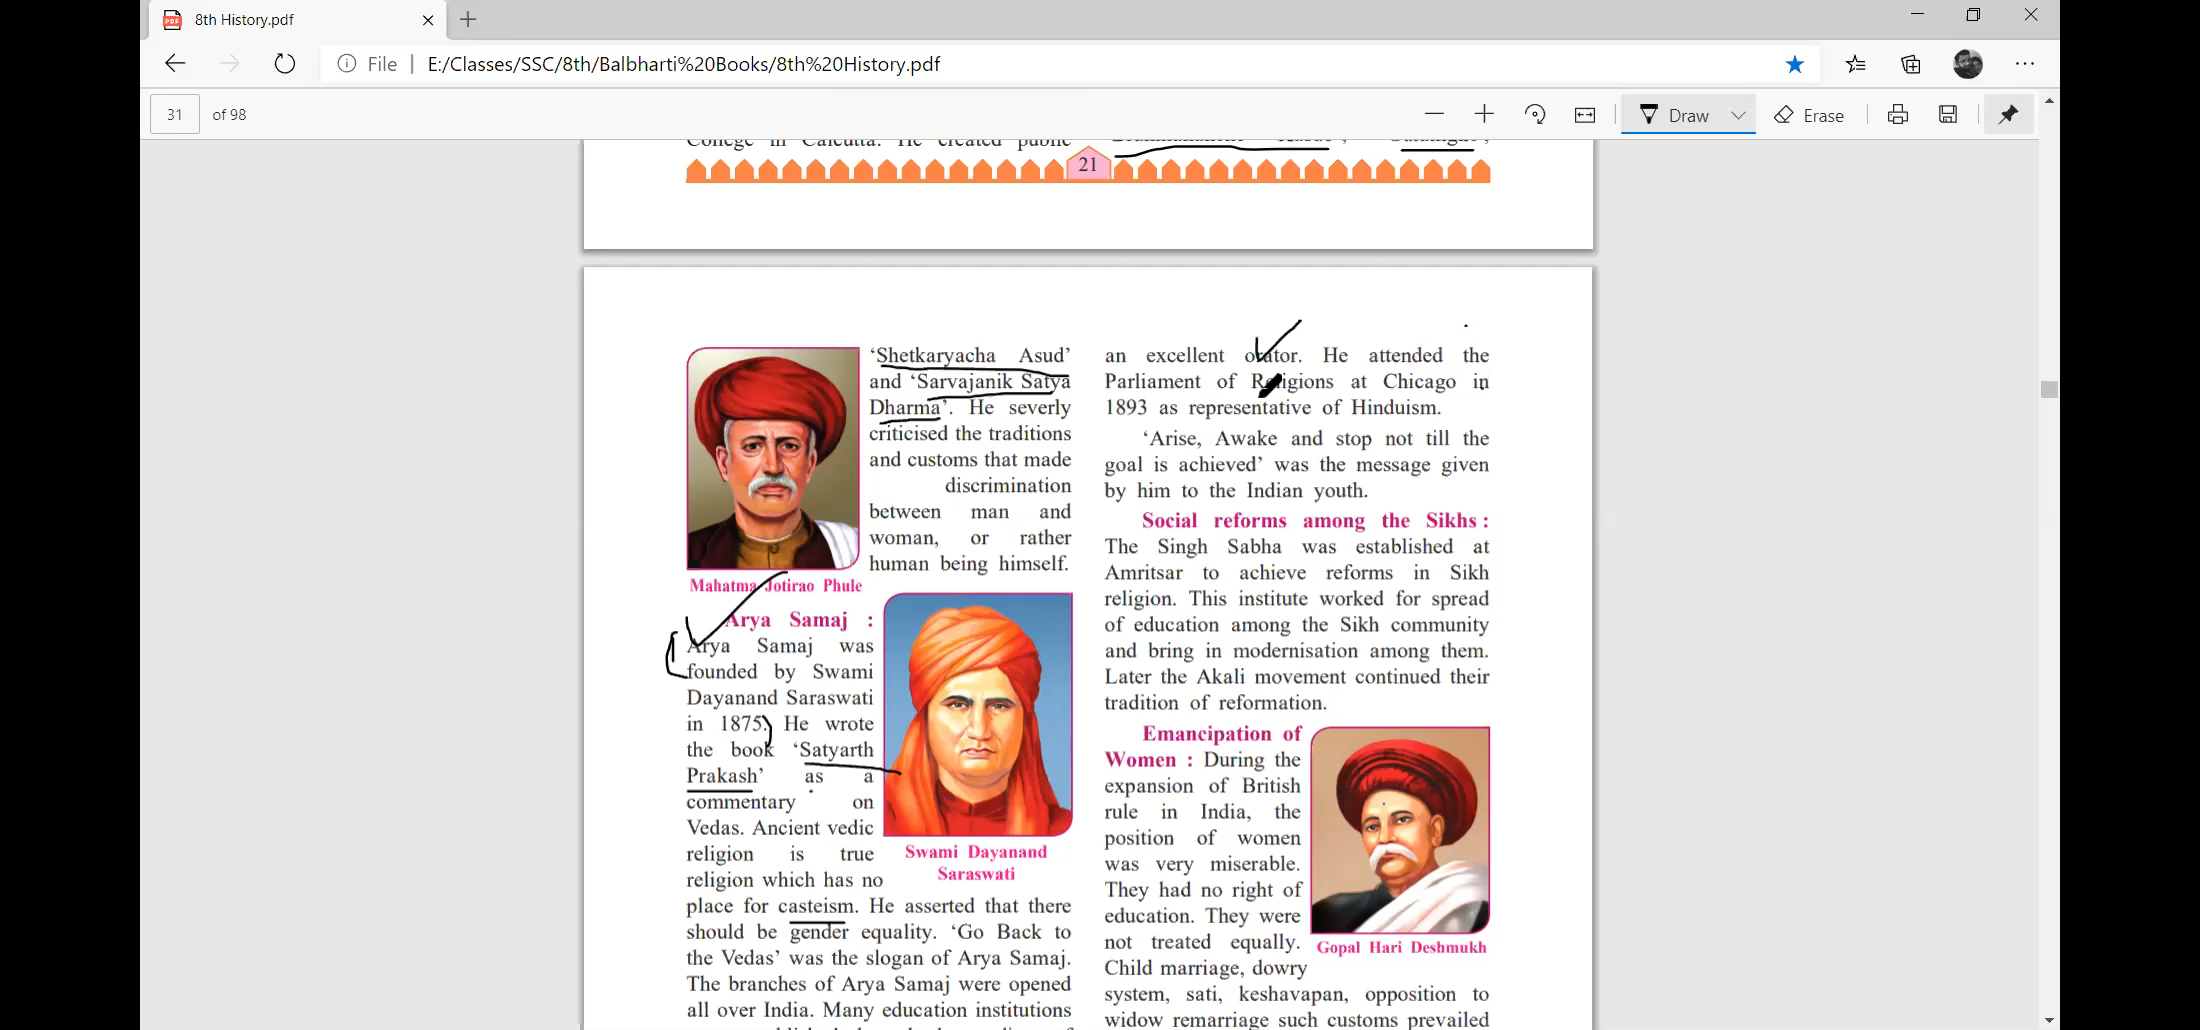 8th History.pdf
File | E:/Classes/SSC/8th/Balbharti%20Books/8th%20History.pdf
31 of 98
Draw
Erase
College in Calcutta. He created public
21
‘Shetkaryacha Asud’
and ‘Sarvajanik Satya
Dharma’. He severly
criticised the traditions
and customs that made
discrimination
between man and
woman, or rather
human being himself.
Mahatma Jotirao Phule
Arya Samaj :
Arya Samaj was
founded by Swami
Dayanand Saraswati
in 1875. He wrote
the book ‘Satyarth
Prakash’ as a
commentary on
Vedas. Ancient vedic
religion is true
religion which has no
place for casteism. He asserted that there
should be gender equality. ‘Go Back to
the Vedas’ was the slogan of Arya Samaj.
The branches of Arya Samaj were opened
all over India. Many education institutions
Swami Dayanand
Saraswati
an excellent orator. He attended the
Parliament of Religions at Chicago in
1893 as representative of Hinduism.
‘Arise, Awake and stop not till the
goal is achieved’ was the message given
by him to the Indian youth.
Social reforms among the Sikhs :
The Singh Sabha was established at
Amritsar to achieve reforms in Sikh
religion. This institute worked for spread
of education among the Sikh community
and bring in modernisation among them.
Later the Akali movement continued their
tradition of reformation.
Emancipation of
Women : During the
expansion of British
rule in India, the
position of women
was very miserable.
They had no right of
education. They were
not treated equally.
Child marriage, dowry
system, sati, keshavapan, opposition to
widow remarriage such customs prevailed
Gopal Hari Deshmukh